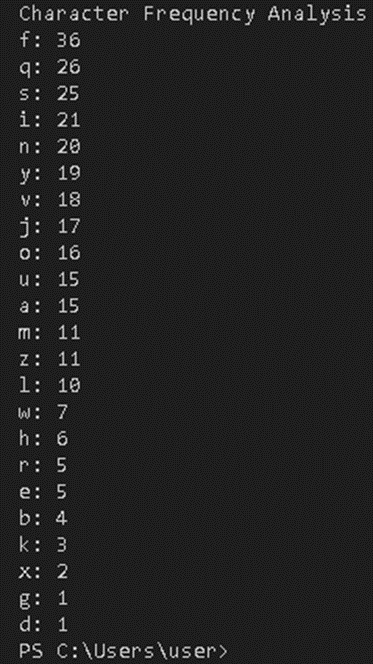 Character Frequency Analysis
f: 36
q: 26
s: 25
i: 21
n: 20
y: 19
v: 18
j: 17
o: 16
u: 15
a: 15
m: 11
z: 11
l: 10
w: 7
h: 6
r: 5
e: 5
b: 4
k: 3
x: 2
g: 1
d: 1
PS C:\Users\user>